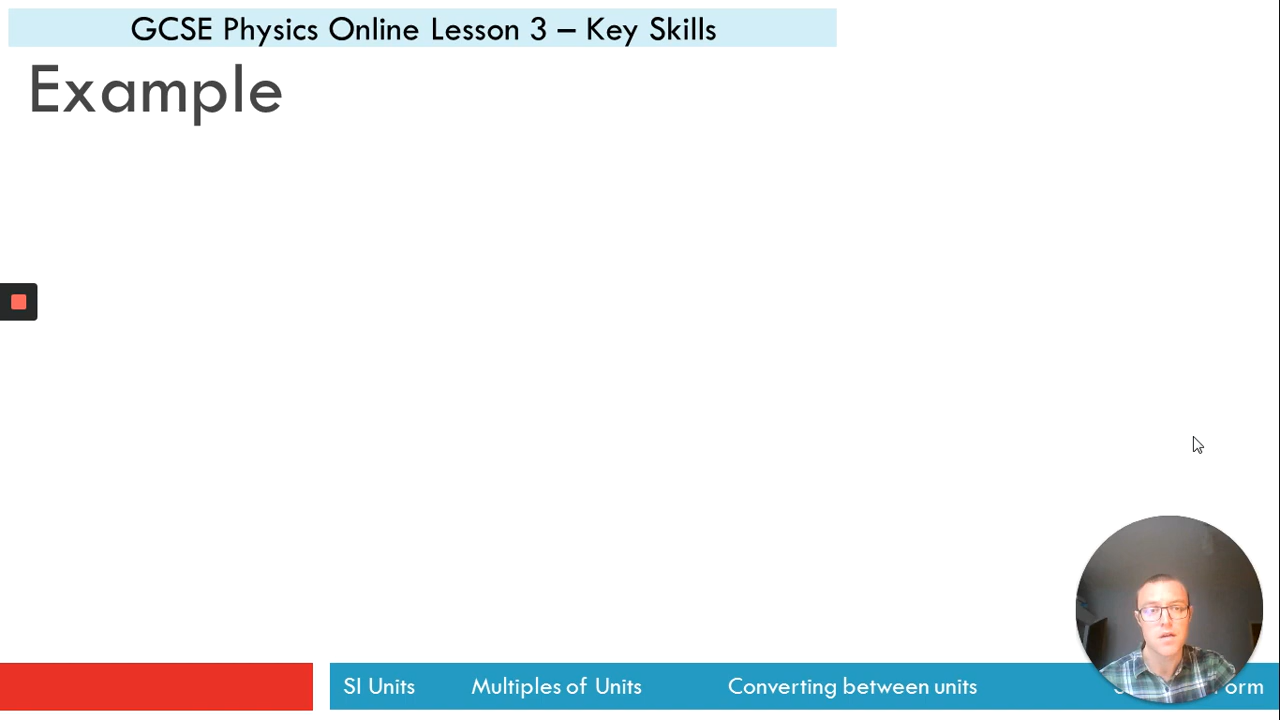 GCSE Physics Online Lesson 3 – Key Skills
Example
SI Units
Multiples of Units
Converting between units